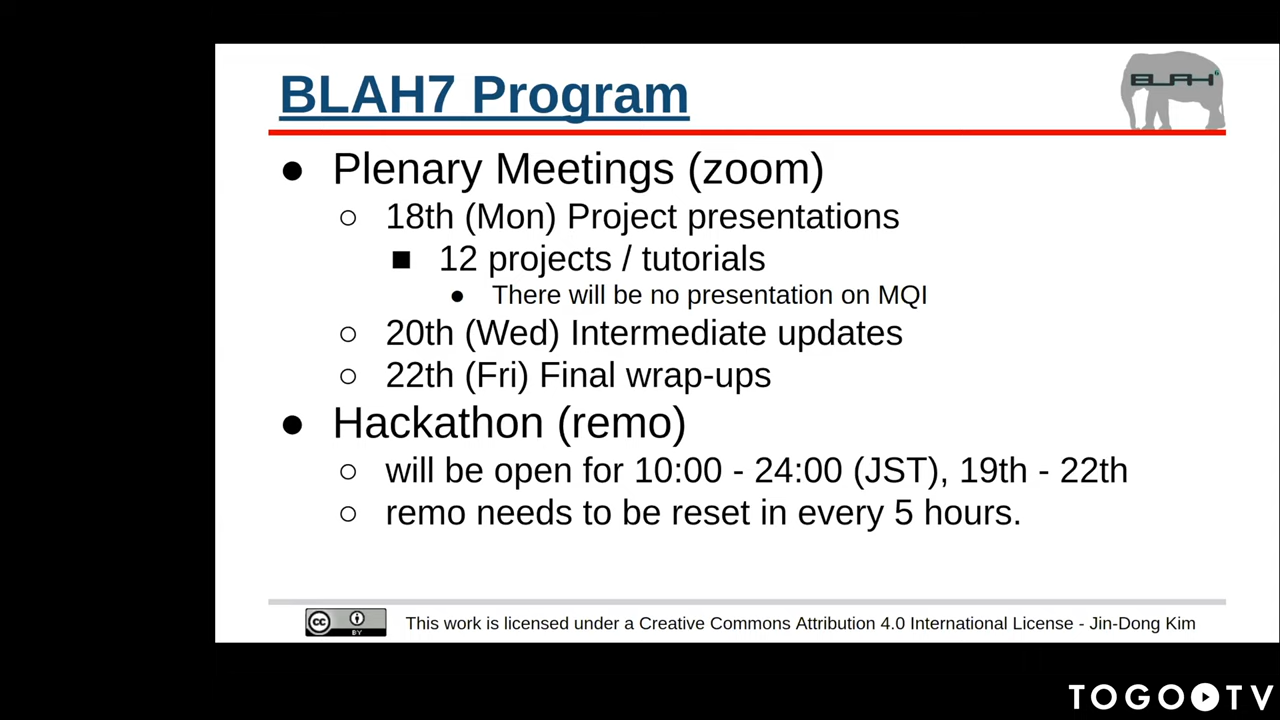 BLAH7 Program
BLAH
● Plenary Meetings (zoom)
○ 18th (Mon) Project presentations
■ 12 projects / tutorials
● There will be no presentation on MQI
○ 20th (Wed) Intermediate updates
○ 22th (Fri) Final wrap-ups
● Hackathon (remo)
○ will be open for 10:00 - 24:00 (JST), 19th - 22th
○ remo needs to be reset in every 5 hours.
cc BY
This work is licensed under a Creative Commons Attribution 4.0 International License - Jin-Dong Kim
TOGO TV